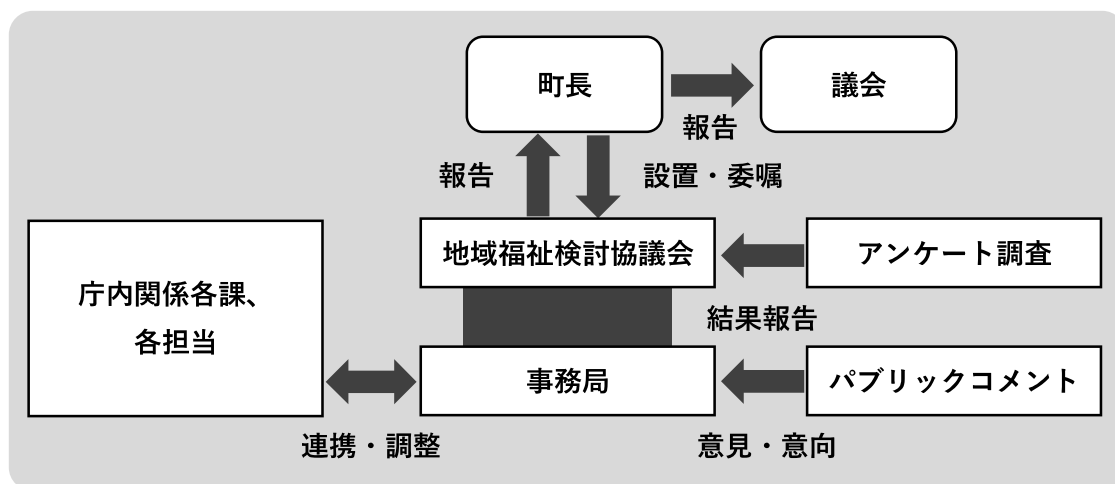 町長
議会
報告
報告
設置・委嘱
地域福祉検討協議会
アンケート調査
庁内関係各課、
各担当
結果報告
事務局
パブリックコメント
連携・調整
意見・意向